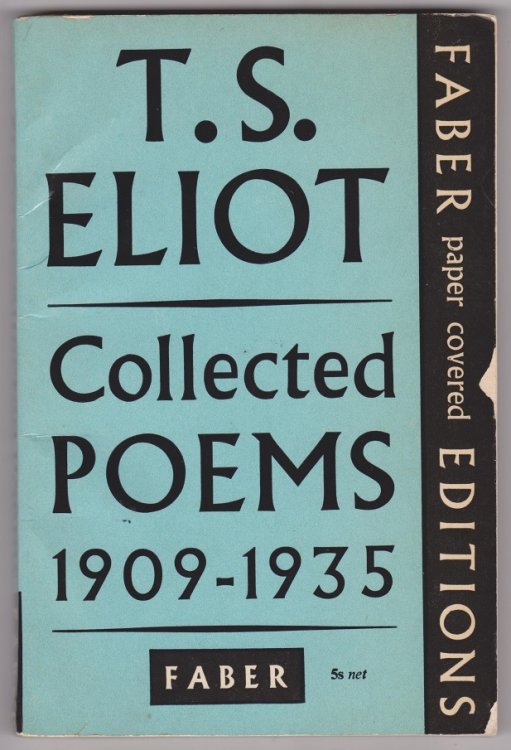 T. S.
ELIOT
Collected
POEMS
1909-1935
FABER
5s net
FABER paper covered EDITIONS